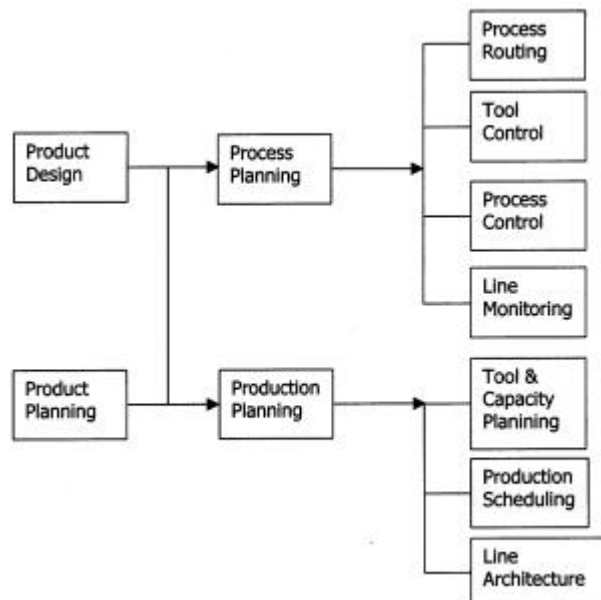 Process
Routing
Tool
Control
Product
Design
Process
Planning
Process
Control
Line
Monitoring
Product
Planning
Production
Planning
Tool &
Capacity
Planining
Production
Scheduling
Line
Architecture